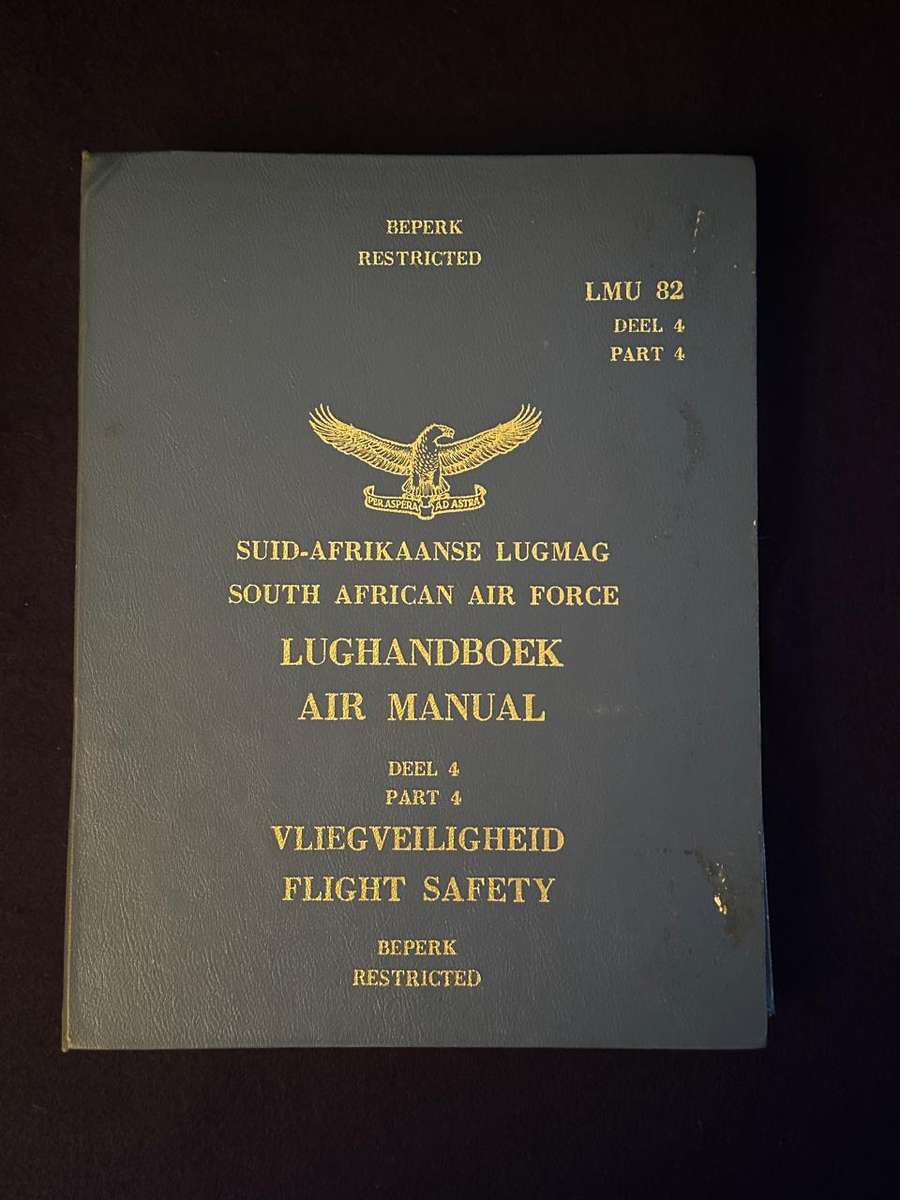 BEPERK
RESTRICTED
LMU 82
DEEL 4
PART 4
PER ASPERA AD ASTRA
SUID-AFRIKAANSE LUGMAG
SOUTH AFRICAN AIR FORCE
LUGHANDBOEK
AIR MANUAL
DEEL 4
PART 4
VLIEGVEILIGHEID
FLIGHT SAFETY
BEPERK
RESTRICTED